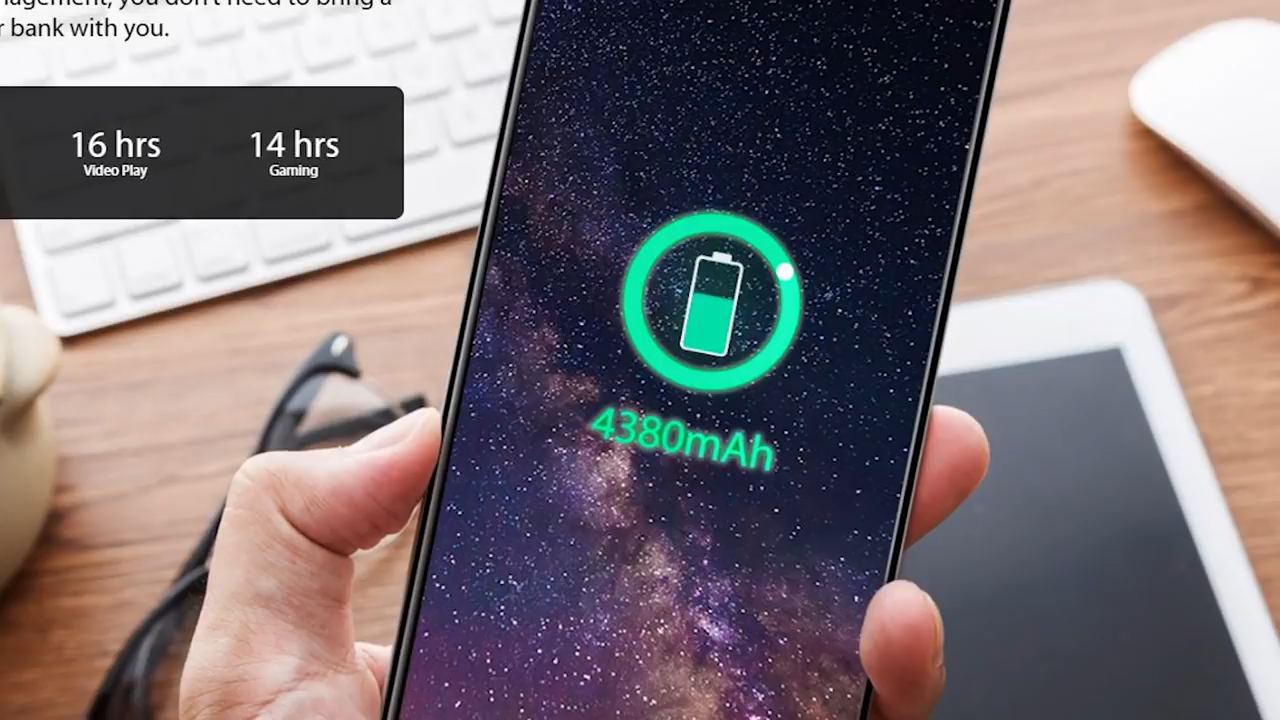 you don't need to bring a
bank with you.
16 hrs
14 hrs
Video Play
Gaming
4380mAh